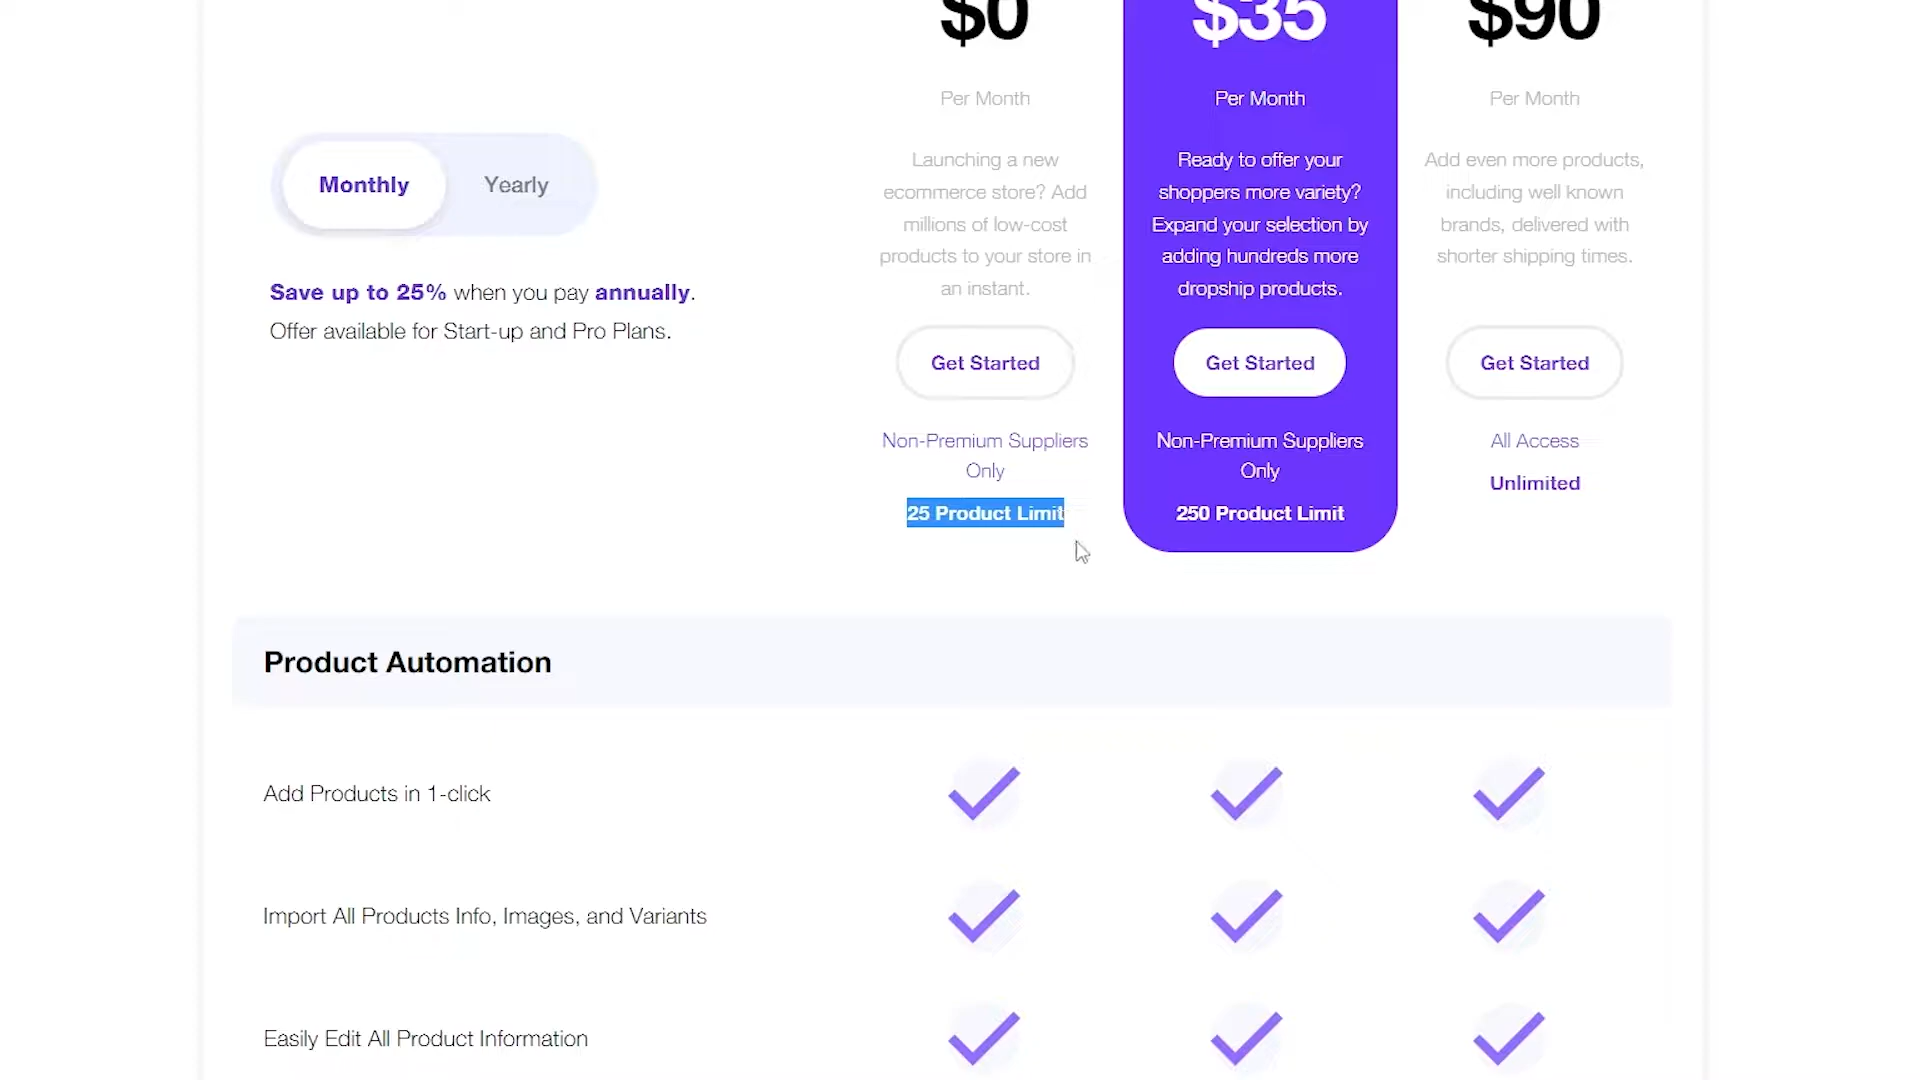 $0
$35
$90
Per Month
Per Month
Per Month
Monthly
Yearly
Save up to 25% when you pay annually.
Offer available for Start-up and Pro Plans.
Launching a new
ecommerce store? Add
millions of low-cost
products to your store in
an instant.
Ready to offer your
shoppers more variety?
Expand your selection by
adding hundreds more
dropship products.
Add even more products,
including well known
brands, delivered with
shorter shipping times.
Get Started
Get Started
Get Started
Non-Premium Suppliers
Only
25 Product Limit
Non-Premium Suppliers
Only
250 Product Limit
All Access
Unlimited
Product Automation
Add Products in 1-click
Import All Products Info, Images, and Variants
Easily Edit All Product Information